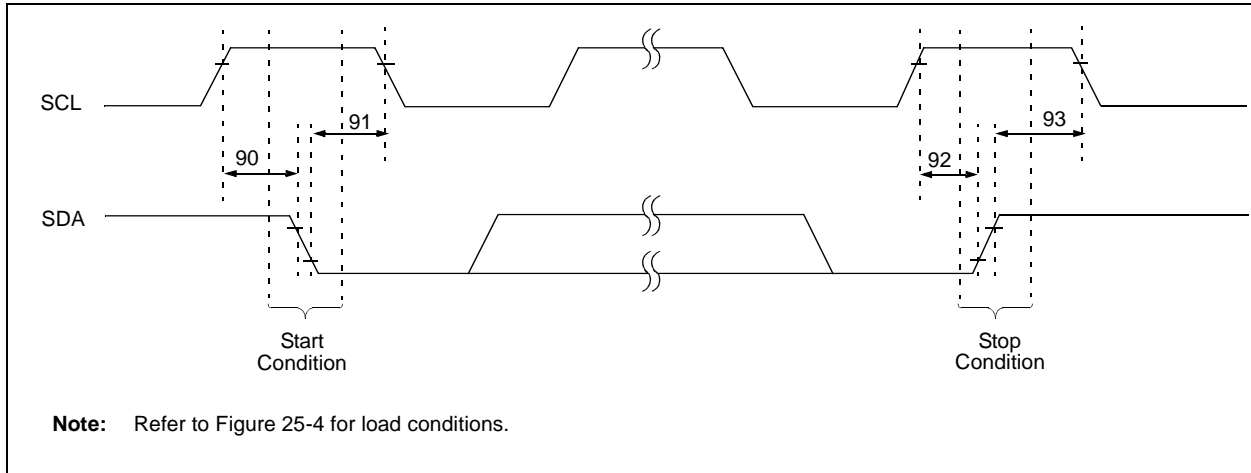 SCL
91
93
90
92
SDA
Start
Condition
Stop
Condition
Note: Refer to Figure 25-4 for load conditions.